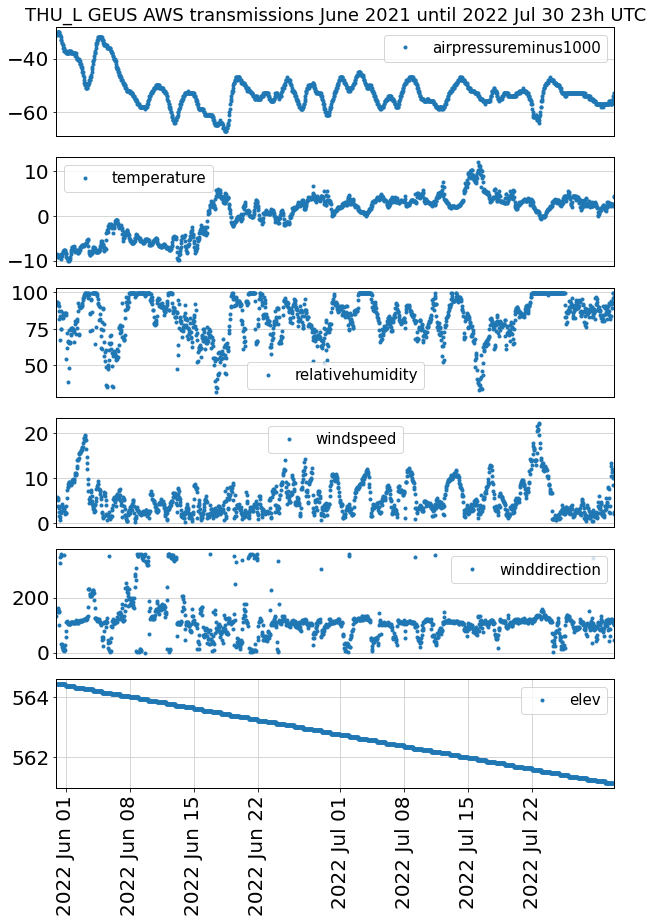 THU_L GEUS AWS transmissions June 2021 until 2022 Jul 30 23h UTC
airpressureminus1000
−40
−60
temperature
10
0
−10
100
75
50
relativehumidity
windspeed
20
10
0
winddirection
200
0
elev
564
562
2022 Jun 01
2022 Jun 08
2022 Jun 15
2022 Jun 22
2022 Jul 01
2022 Jul 08
2022 Jul 15
2022 Jul 22